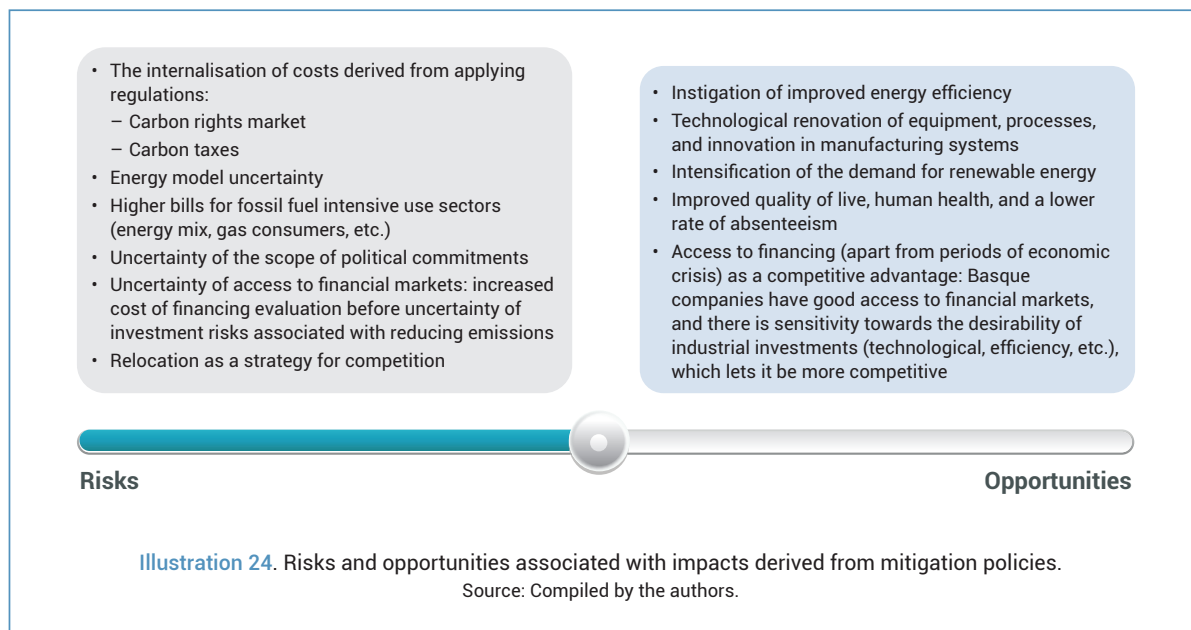 • The internalisation of costs derived from applying
regulations:
– Carbon rights market
– Carbon taxes
• Energy model uncertainty
• Higher bills for fossil fuel intensive use sectors
(energy mix, gas consumers, etc.)
• Uncertainty of the scope of political commitments
• Uncertainty of access to financial markets: increased
cost of financing evaluation before uncertainty of
investment risks associated with reducing emissions
• Relocation as a strategy for competition
• Instigation of improved energy efficiency
• Technological renovation of equipment, processes,
and innovation in manufacturing systems
• Intensification of the demand for renewable energy
• Improved quality of live, human health, and a lower
rate of absenteeism
• Access to financing (apart from periods of economic
crisis) as a competitive advantage: Basque
companies have good access to financial markets,
and there is sensitivity towards the desirability of
industrial investments (technological, efficiency, etc.),
which lets it be more competitive
Risks
Opportunities
Illustration 24. Risks and opportunities associated with impacts derived from mitigation policies.
Source: Compiled by the authors.